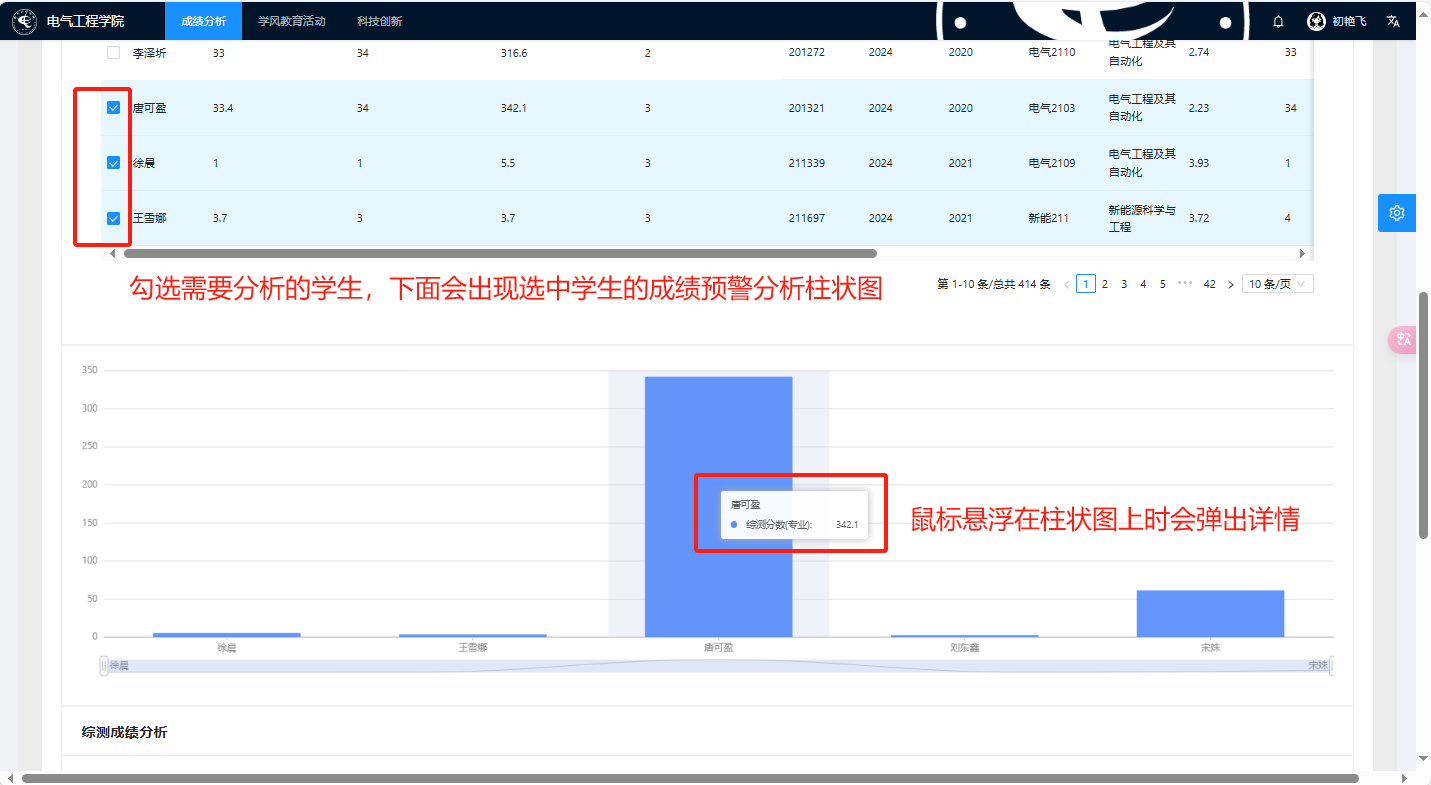 电气工程学院 成绩分析 学风教育活动 科技创新 初艳飞
李泽圻 33 34 316.6 2 201272 2024 2020 电气2110 电气工程及其自动化 2.74 33
唐可盈 33.4 34 342.1 3 201321 2024 2020 电气2103 电气工程及其自动化 2.23 34
徐晨 1 1 5.5 3 211339 2024 2021 电气2109 电气工程及其自动化 3.93 1
王雪娜 3.7 3 3.7 3 211697 2024 2021 新能211 新能源科学与工程 3.72 4
勾选需要分析的学生，下面会出现选中学生的成绩预警分析柱状图
第 1-10 条/总共 414 条 1 2 3 4 5 ••• 42 10 条/页
350
300
250
200
150
100
50
0
唐可盈
综测分数(专业): 342.1
鼠标悬浮在柱状图上时会弹出详情
徐晨 王雪娜 唐可盈 刘东鑫 宋姝
徐晨 宋姝
综测成绩分析